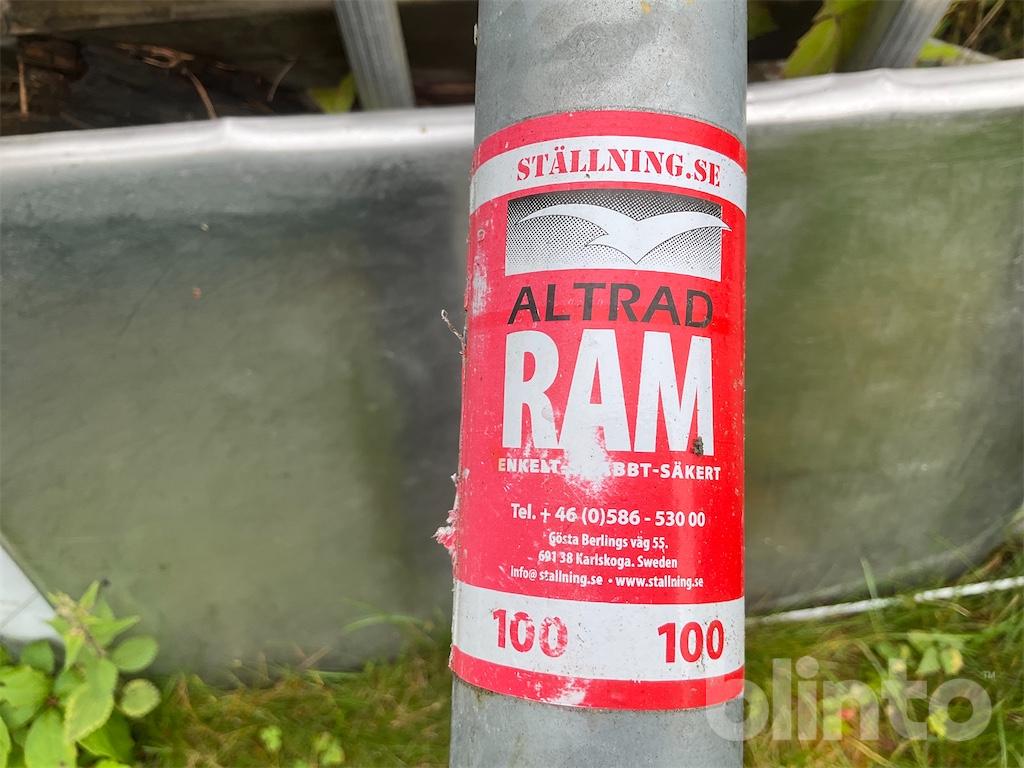 STÄLLNING.SE
ALTRAD
RAM
ENKELT- BBT-SÄKERT
Tel. + 46 (0)586 - 530 00
Gösta Berlings väg 55.
691 38 Karlskoga. Sweden
info@stallning.se • www.stallning.se
100 100
blinto™